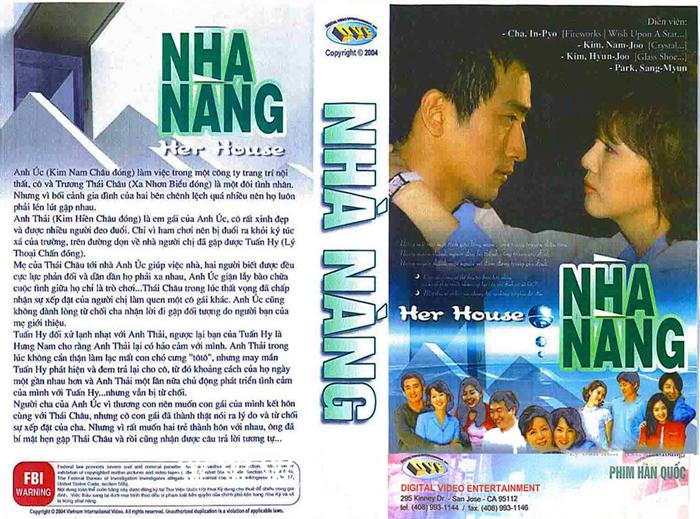 NHÀ
NÀNG
Her House
Anh Úc (Kim Nam Châu đóng) làm việc trong một công ty trang trí nội
thất, cô và Trương Thái Châu (Xa Nhơn Biểu đóng) là một đôi tình nhân.
Nhưng vì bối cảnh gia đình của hai bên chênh lệch quá nhiều nên họ luôn
phải lén lút gặp nhau.
Anh Thái (Kim Hiền Châu đóng) là em gái của Anh Úc, cô rất xinh đẹp
và được nhiều người đeo đuổi. Chỉ vì ham chơi nên bị đuổi ra khỏi ký túc
xá của trường, trên đường dọn về nhà người chị đã gặp được Tuấn Hy (Lý
Thoại Chấn đóng).
Mẹ của Thái Châu tới nhà Anh Úc giúp việc nhà, hai người biết được đều
cực lực phản đối và dần dần họ phải xa nhau, Anh Úc giận lẫy bào chữa
cuộc tình giữa họ chỉ là trò chơi...Thái Châu trong lúc thất vọng đã chấp
nhận sự xếp đặt của người chị làm quen một cô gái khác. Anh Úc cũng
không đành lòng từ chối cha nhận lời đi gặp đối tượng do người bạn của
mẹ giới thiệu.
Tuấn Hy đối xử lạnh nhạt với Anh Thái, ngược lại bạn của Tuấn Hy là
Hưng Nam cho rằng Anh Thái lại có hảo cảm với mình. Anh Thái trong
lúc không cẩn thận làm lạc mất con chó cưng "tôtô", nhưng may mắn
Tuấn Hy phát hiện và đem trả lại cho cô, từ đó khoảng cách của họ ngày
một gần nhau hơn và Anh Thái một lần nữa chủ động phát triển tình cảm
của mình với Tuấn Hy...nhưng vẫn bị từ chối.
Người cha của Anh Úc vì thương con nên muốn con gái của mình kết hôn
cùng với Thái Châu, nhưng cô con gái đã thành thật nói ra lý do và từ chối
sự xếp đặt của cha. Nhưng vì rất muốn hai trẻ thành hôn với nhau, ông đã
bí mật hẹn gặp Thái Châu và rồi cũng nhận được câu trả lời tương tự...
FBI
WARNING
Copyright © 2004 Vietnam International Video. All rights reserved. Unauthorized duplication is a violation of applicable laws.
DIGITAL VIDEO ENTERTAINMENT
DVE
Copyright © 2004
NHÀ NÀNG
Diễn viên:
- Cha, In-Pyo [Fireworks | Wish Upon A Star...]
- Kim, Nam-Joo [Crystal...]
- Kim, Hyun-Joo [Glass Shoe...]
- Park, Sang-Myun
Her House
NHÀ
NÀNG
PHIM HÀN QUỐC
DVE
DIGITAL VIDEO ENTERTAINMENT
295 Kinney Dr. - San Jose - CA 95112
tel. (408) 993-1144 / fax. (408) 993-1146